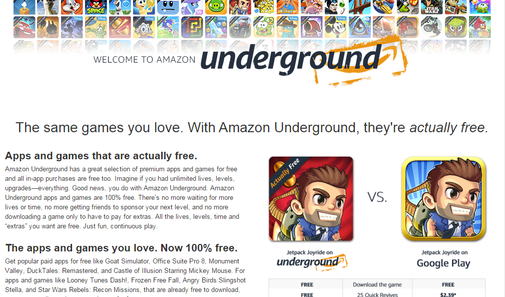 WELCOME TO AMAZON underground
The same games you love. With Amazon Underground, they're actually free.
Apps and games that are actually free.
Amazon Underground has a great selection of premium apps and games for free
and all in-app purchases are free too. Imagine if you had unlimited lives, levels,
upgrades—everything. Good news, you do with Amazon Underground. Amazon
Underground apps and games are 100% free. There's no more waiting for more
lives or time, no more getting friends to sponsor your next level, and no more
downloading a game only to have to pay for extras. All the lives, levels, time and
"extras" you want are free. Just fun, continuous play.
The apps and games you love. Now 100% free.
Get popular paid apps for free like Goat Simulator, Office Suite Pro 8, Monument
Valley, DuckTales: Remastered, and Castle of Illusion Starring Mickey Mouse. For
apps and games like Looney Tunes Dash!, Frozen Free Fall, Angry Birds Slingshot
Stella, and Star Wars Rebels: Recon Missions, that are already free to download,
Actually Free
VS.
Jetpack Joyride on
underground
Jetpack Joyride on
Google Play
FREE Download the game FREE
FREE 25 Quick Revives $2.39*